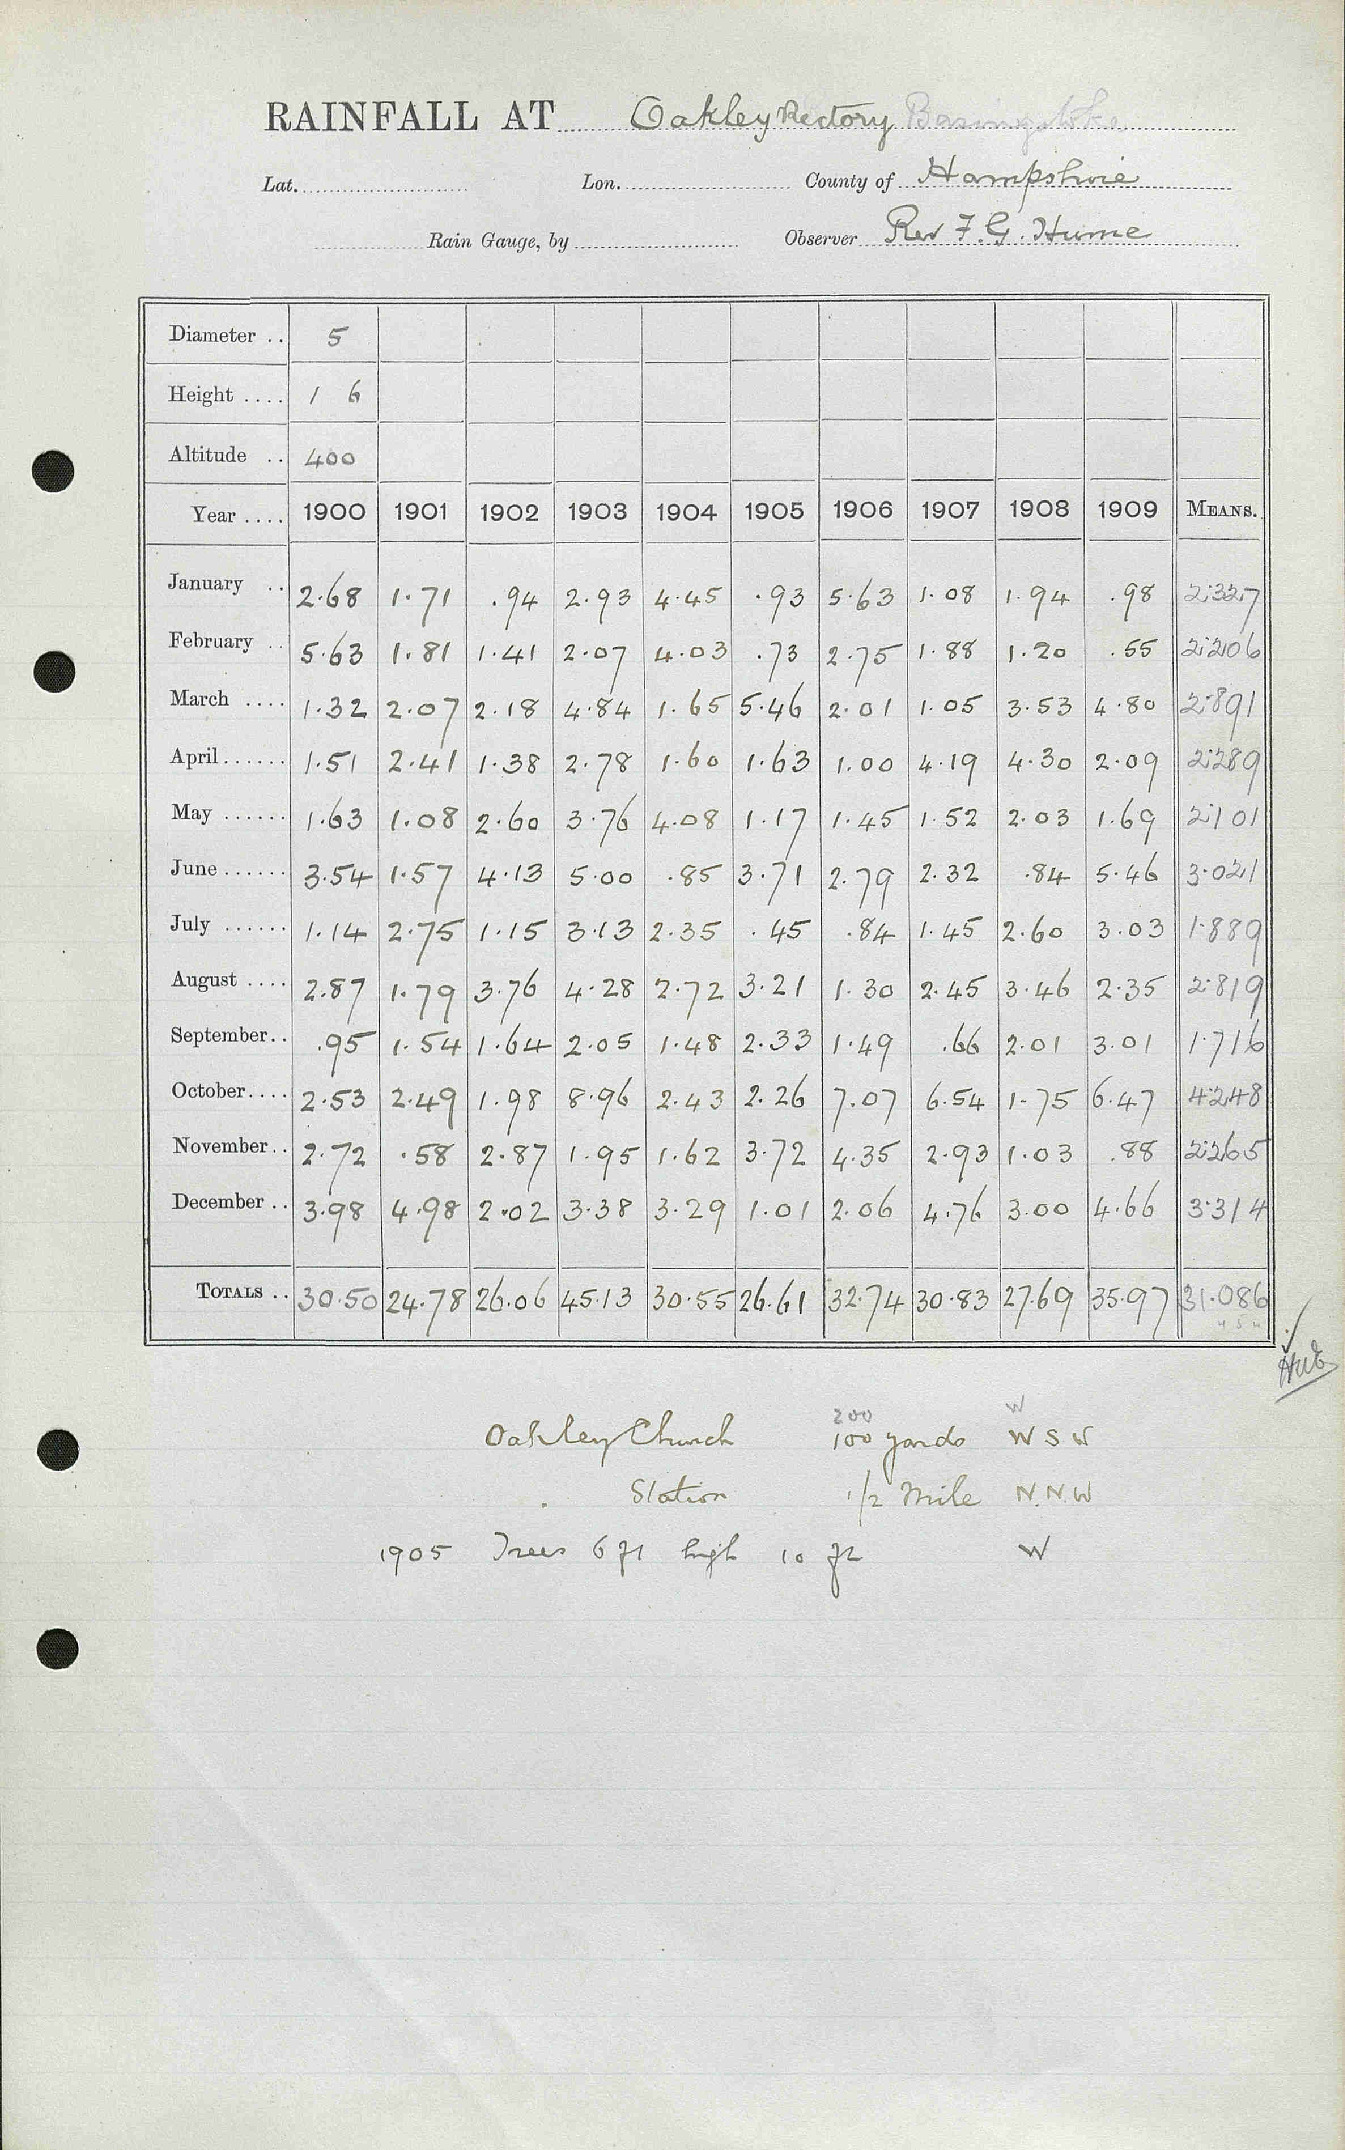 RAINFALL AT Oakley Rectory Basingstoke
Lat. Lon. County of Hampshire
Rain Gauge, by Observer Rev F. G. Hume
Diameter .. 5
Height .... 1 6
Altitude .. 400
Year .... 1900 1901 1902 1903 1904 1905 1906 1907 1908 1909 MEANS.
January .. 2.68 1.71 .94 2.93 4.45 .93 5.63 1.08 1.94 .98 2.327
February .. 5.63 1.81 1.41 2.07 4.03 .73 2.75 1.88 1.20 .55 2.206
March .... 1.32 2.07 2.18 4.84 1.65 5.46 2.01 1.05 3.53 4.80 2.891
April ...... 1.51 2.41 1.38 2.78 1.60 1.63 1.00 4.19 4.30 2.09 2.289
May ...... 1.63 1.08 2.60 3.76 4.08 1.17 1.45 1.52 2.03 1.69 2.101
June ...... 3.54 1.57 4.13 5.00 .85 3.71 2.79 2.32 .84 5.46 3.021
July ...... 1.14 2.75 1.15 3.13 2.35 .45 .84 1.45 2.60 3.03 1.889
August .... 2.87 1.79 3.76 4.28 2.72 3.21 1.30 2.45 3.46 2.35 2.819
September .. .95 1.54 1.64 2.05 1.48 2.33 1.49 .66 2.01 3.01 1.716
October .... 2.53 2.49 1.98 8.96 2.43 2.26 7.07 6.54 1.75 6.47 4.248
November .. 2.72 .58 2.87 1.95 1.62 3.72 4.35 2.93 1.03 .88 2.265
December .. 3.98 4.98 2.02 3.38 3.29 1.01 2.06 4.76 3.00 4.66 3.314
TOTALS .. 30.50 24.78 26.06 45.13 30.55 26.61 32.74 30.83 27.69 35.97 31.086
200 W
Oakley Church 100 yards W S W
Station 1/2 Mile N.N.W
1905 Trees 6 ft high 10 ft W